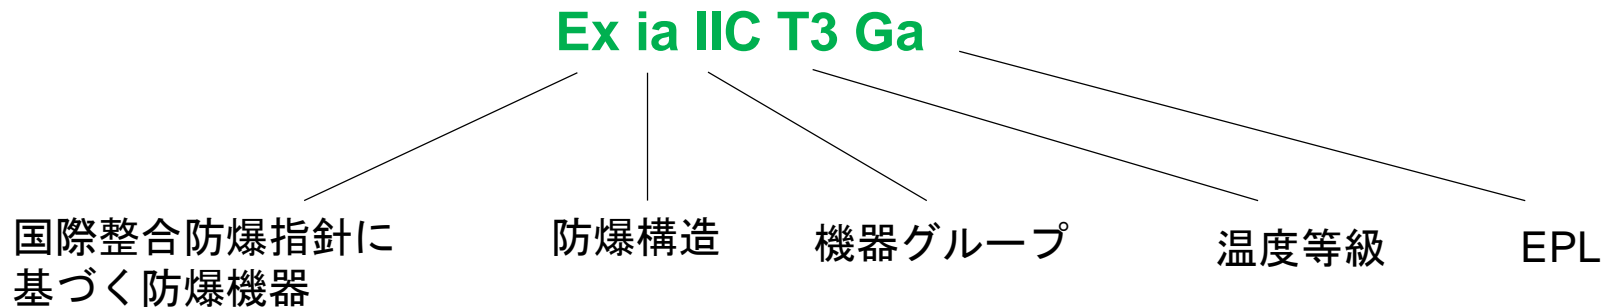 Ex ia IIC T3 Ga
国際整合防爆指針に
基づく防爆機器
防爆構造
機器グループ
温度等級
EPL